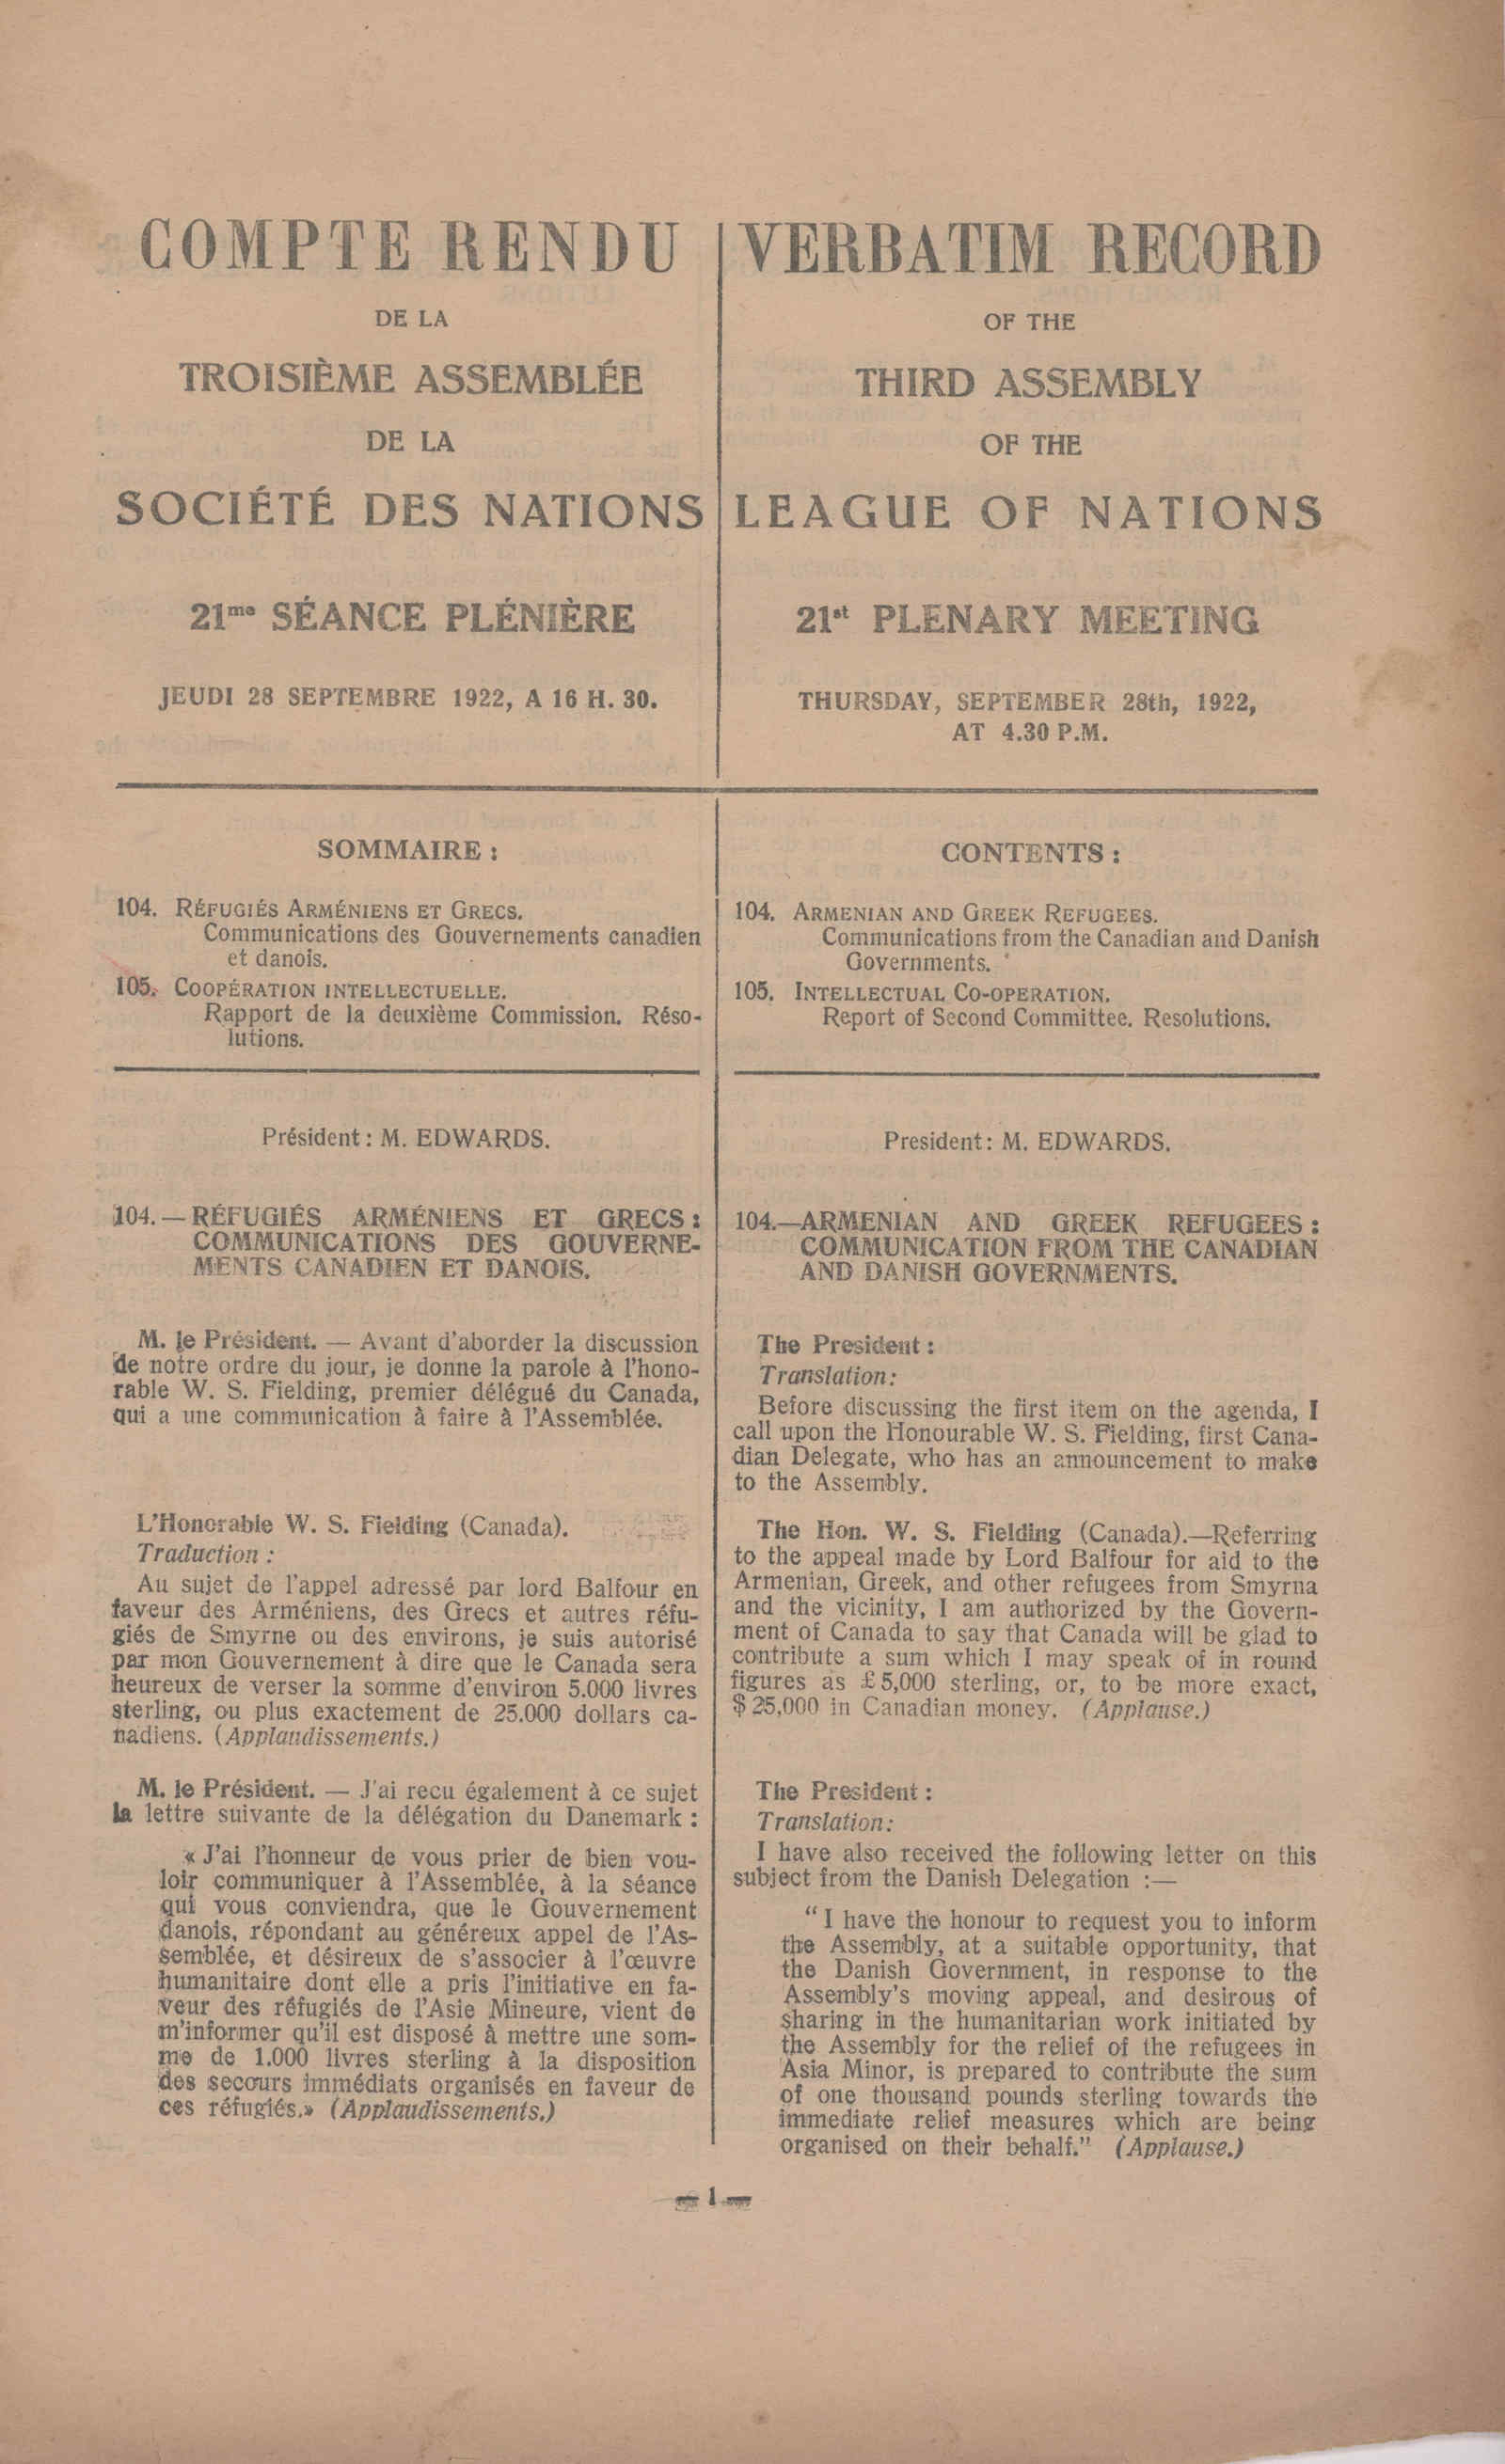 COMPTE RENDU
DE LA
TROISIÈME ASSEMBLÉE
DE LA
SOCIÉTÉ DES NATIONS
21me SÉANCE PLÉNIÈRE
JEUDI 28 SEPTEMBRE 1922, A 16 H. 30.
VERBATIM RECORD
OF THE
THIRD ASSEMBLY
OF THE
LEAGUE OF NATIONS
21st PLENARY MEETING
THURSDAY, SEPTEMBER 28th, 1922,
AT 4.30 P.M.
SOMMAIRE :
104. RÉFUGIÉS ARMÉNIENS ET GRECS.
Communications des Gouvernements canadien
et danois.
105. COOPÉRATION INTELLECTUELLE.
Rapport de la deuxième Commission. Réso-
lutions.
CONTENTS :
104. ARMENIAN AND GREEK REFUGEES.
Communications from the Canadian and Danish
Governments.
105. INTELLECTUAL CO-OPERATION.
Report of Second Committee. Resolutions.
Président : M. EDWARDS.
104. — RÉFUGIÉS ARMÉNIENS ET GRECS :
COMMUNICATIONS DES GOUVERNE-
MENTS CANADIEN ET DANOIS.
M. le Président. — Avant d'aborder la discussion
de notre ordre du jour, je donne la parole à l'hono-
rable W. S. Fielding, premier délégué du Canada,
qui a une communication à faire à l'Assemblée.
L'Honorable W. S. Fielding (Canada).
Traduction :
Au sujet de l'appel adressé par lord Balfour en
faveur des Arméniens, des Grecs et autres réfu-
giés de Smyrne ou des environs, je suis autorisé
par mon Gouvernement à dire que le Canada sera
heureux de verser la somme d'environ 5.000 livres
sterling, ou plus exactement de 25.000 dollars ca-
nadiens. (Applaudissements.)
M. le Président. — J'ai recu également à ce sujet
la lettre suivante de la délégation du Danemark :
« J'ai l'honneur de vous prier de bien vou-
loir communiquer à l'Assemblée, à la séance
qui vous conviendra, que le Gouvernement
danois, répondant au généreux appel de l'As-
semblée, et désireux de s'associer à l'œuvre
humanitaire dont elle a pris l'initiative en fa-
veur des réfugiés de l'Asie Mineure, vient de
m'informer qu'il est disposé à mettre une som-
me de 1.000 livres sterling à la disposition
des secours immédiats organisés en faveur de
ces réfugiés.» (Applaudissements.)
President : M. EDWARDS.
104.—ARMENIAN AND GREEK REFUGEES :
COMMUNICATION FROM THE CANADIAN
AND DANISH GOVERNMENTS.
The President :
Translation :
Before discussing the first item on the agenda, I
call upon the Honourable W. S. Fielding, first Cana-
dian Delegate, who has an announcement to make
to the Assembly.
The Hon. W. S. Fielding (Canada).—Referring
to the appeal made by Lord Balfour for aid to the
Armenian, Greek, and other refugees from Smyrna
and the vicinity, I am authorized by the Govern-
ment of Canada to say that Canada will be glad to
contribute a sum which I may speak of in round
figures as £5,000 sterling, or, to be more exact,
$25,000 in Canadian money. (Applause.)
The President :
Translation :
I have also received the following letter on this
subject from the Danish Delegation :—
"I have the honour to request you to inform
the Assembly, at a suitable opportunity, that
the Danish Government, in response to the
Assembly's moving appeal, and desirous of
sharing in the humanitarian work initiated by
the Assembly for the relief of the refugees in
Asia Minor, is prepared to contribute the sum
of one thousand pounds sterling towards the
immediate relief measures which are being
organised on their behalf." (Applause.)
— 1 —